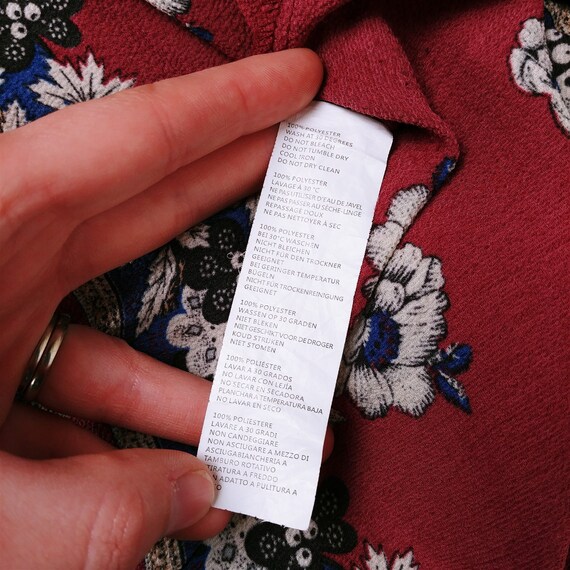 100% POLYESTER
WASH AT 30 DEGREES
DO NOT BLEACH
DO NOT TUMBLE DRY
COOL IRON
DO NOT DRY CLEAN
100% POLYESTER
LAVAGE A 30 °C
NE PAS UTILISER D'EAU DE JAVEL
NE PAS PASSER AU SÈCHE-LINGE
REPASSAGE DOUX
NE PAS NETTOYER À SEC
100% POLYESTER
BEI 30°C WASCHEN
NICHT BLEICHEN
NICHT FÜR DEN TROCKNER
GEEIGNET
BEI GERINGER TEMPERATUR
BÜGELN
NICHT FÜR TROCKENREINIGUNG
GEEIGNET
100% POLYESTER
WASSEN OP 30 GRADEN
NIET BLEKEN
NIET GESCHIKT VOOR DE DROGER
KOUD STRIJKEN
NIET STOMEN
100% POLIESTER
LAVAR A 30 GRADOS
NO LAVAR CON LEJÍA
NO SECAR EN SECADORA
PLANCHAR A TEMPERATURA BAJA
NO LAVAR EN SECO
100% POLIESTERE
LAVARE A 30 GRADI
NON CANDEGGIARE
NON ASCIUGARE A MEZZO DI
ASCIUGABIANCHERIA A
TAMBURO ROTATIVO
TIRATURA A FREDDO
ON ADATTO A PULITURA A